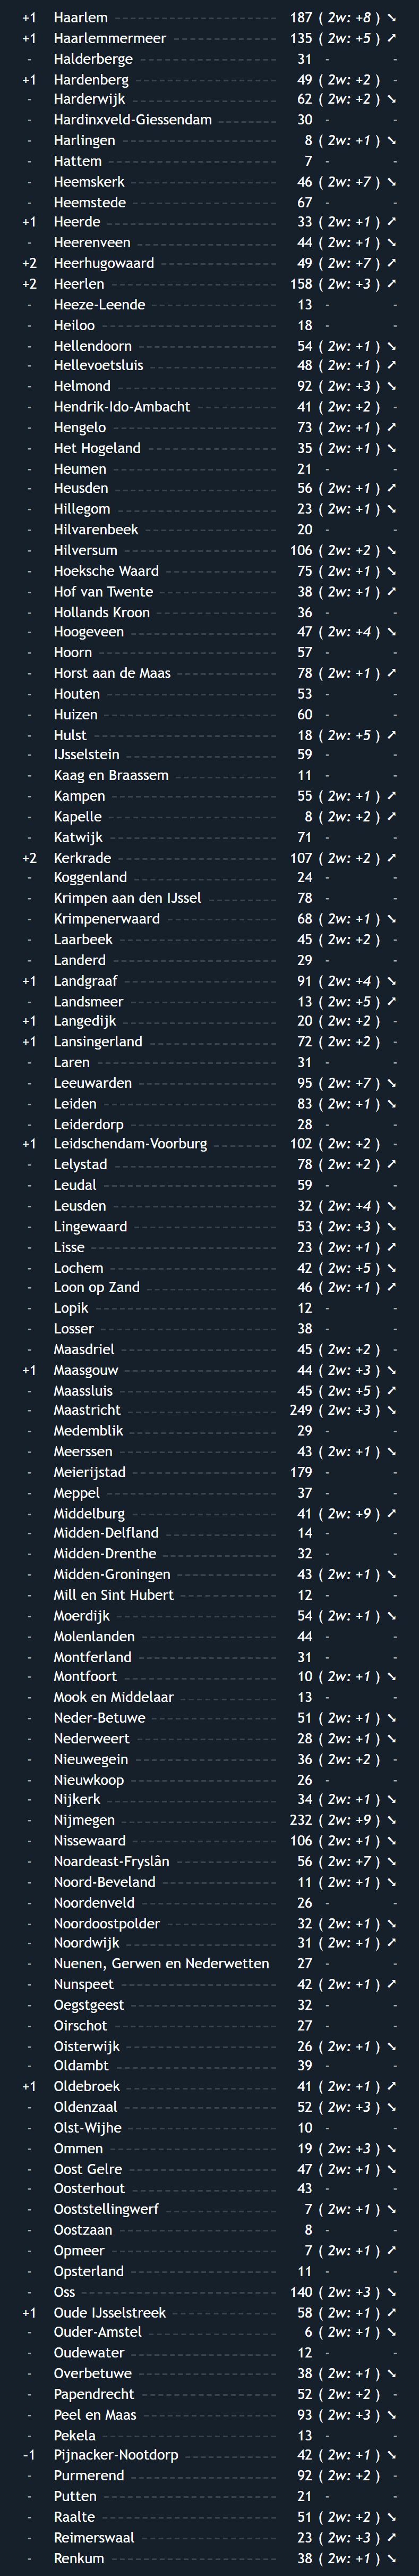 +1 Haarlem 187 ( 2w: +8 ) ↘
+1 Haarlemmermeer 135 ( 2w: +5 ) ↗
- Halderberge 31 - -
+1 Hardenberg 49 ( 2w: +2 ) -
- Harderwijk 62 ( 2w: +2 ) ↘
- Hardinxveld-Giessendam 30 - -
- Harlingen 8 ( 2w: +1 ) ↘
- Hattem 7 - -
- Heemskerk 46 ( 2w: +7 ) ↘
- Heemstede 67 - -
+1 Heerde 33 ( 2w: +1 ) ↗
- Heerenveen 44 ( 2w: +1 ) ↘
+2 Heerhugowaard 49 ( 2w: +7 ) ↗
+2 Heerlen 158 ( 2w: +3 ) ↗
- Heeze-Leende 13 - -
- Heiloo 18 - -
- Hellendoorn 54 ( 2w: +1 ) ↘
- Hellevoetsluis 48 ( 2w: +1 ) ↗
- Helmond 92 ( 2w: +3 ) ↘
- Hendrik-Ido-Ambacht 41 ( 2w: +2 ) -
- Hengelo 73 ( 2w: +1 ) ↗
- Het Hogeland 35 ( 2w: +1 ) ↘
- Heumen 21 - -
- Heusden 56 ( 2w: +1 ) ↗
- Hillegom 23 ( 2w: +1 ) ↘
- Hilvarenbeek 20 - -
- Hilversum 106 ( 2w: +2 ) ↘
- Hoeksche Waard 75 ( 2w: +1 ) ↘
- Hof van Twente 38 ( 2w: +1 ) ↗
- Hollands Kroon 36 - -
- Hoogeveen 47 ( 2w: +4 ) ↘
- Hoorn 57 - -
- Horst aan de Maas 78 ( 2w: +1 ) ↗
- Houten 53 - -
- Huizen 60 - -
- Hulst 18 ( 2w: +5 ) ↗
- IJsselstein 59 - -
- Kaag en Braassem 11 - -
- Kampen 55 ( 2w: +1 ) ↗
- Kapelle 8 ( 2w: +2 ) ↗
- Katwijk 71 - -
+2 Kerkrade 107 ( 2w: +2 ) ↗
- Koggenland 24 - -
- Krimpen aan den IJssel 78 - -
- Krimpenerwaard 68 ( 2w: +1 ) ↘
- Laarbeek 45 ( 2w: +2 ) -
- Landerd 29 - -
+1 Landgraaf 91 ( 2w: +4 ) ↘
- Landsmeer 13 ( 2w: +5 ) ↗
+1 Langedijk 20 ( 2w: +2 ) -
+1 Lansingerland 72 ( 2w: +2 ) -
- Laren 31 - -
- Leeuwarden 95 ( 2w: +7 ) ↘
- Leiden 83 ( 2w: +1 ) ↘
- Leiderdorp 28 - -
+1 Leidschendam-Voorburg 102 ( 2w: +2 ) -
- Lelystad 78 ( 2w: +2 ) ↗
- Leudal 59 - -
- Leusden 32 ( 2w: +4 ) ↘
- Lingewaard 53 ( 2w: +3 ) ↘
- Lisse 23 ( 2w: +1 ) ↗
- Lochem 42 ( 2w: +5 ) ↘
- Loon op Zand 46 ( 2w: +1 ) ↗
- Lopik 12 - -
- Losser 38 - -
- Maasdriel 45 ( 2w: +2 ) -
+1 Maasgouw 44 ( 2w: +3 ) ↘
- Maassluis 45 ( 2w: +5 ) ↗
- Maastricht 249 ( 2w: +3 ) ↘
- Medemblik 29 - -
- Meerssen 43 ( 2w: +1 ) ↘
- Meierijstad 179 - -
- Meppel 37 - -
- Middelburg 41 ( 2w: +9 ) ↗
- Midden-Delfland 14 - -
- Midden-Drenthe 32 - -
- Midden-Groningen 43 ( 2w: +1 ) ↘
- Mill en Sint Hubert 12 - -
- Moerdijk 54 ( 2w: +1 ) ↘
- Molenlanden 44 - -
- Montferland 31 - -
- Montfoort 10 ( 2w: +1 ) ↘
- Mook en Middelaar 13 - -
- Neder-Betuwe 51 ( 2w: +1 ) ↘
- Nederweert 28 ( 2w: +1 ) ↘
- Nieuwegein 36 ( 2w: +2 ) -
- Nieuwkoop 26 - -
- Nijkerk 34 ( 2w: +1 ) ↘
- Nijmegen 232 ( 2w: +9 ) ↘
- Nissewaard 106 ( 2w: +1 ) ↘
- Noardeast-Fryslân 56 ( 2w: +7 ) ↘
- Noord-Beveland 11 ( 2w: +1 ) ↘
- Noordenveld 26 - -
- Noordoostpolder 32 ( 2w: +1 ) ↘
- Noordwijk 31 ( 2w: +1 ) ↗
- Nuenen, Gerwen en Nederwetten 27 - -
- Nunspeet 42 ( 2w: +1 ) ↗
- Oegstgeest 32 - -
- Oirschot 27 - -
- Oisterwijk 26 ( 2w: +1 ) ↘
- Oldambt 39 - -
+1 Oldebroek 41 ( 2w: +1 ) ↗
- Oldenzaal 52 ( 2w: +3 ) ↘
- Olst-Wijhe 10 - -
- Ommen 19 ( 2w: +3 ) ↘
- Oost Gelre 47 ( 2w: +1 ) ↘
- Oosterhout 43 - -
- Ooststellingwerf 7 ( 2w: +1 ) ↘
- Oostzaan 8 - -
- Opmeer 7 ( 2w: +1 ) ↗
- Opsterland 11 - -
- Oss 140 ( 2w: +3 ) ↘
+1 Oude IJsselstreek 58 ( 2w: +1 ) ↗
- Ouder-Amstel 6 ( 2w: +1 ) ↘
- Oudewater 12 - -
- Overbetuwe 38 ( 2w: +1 ) ↘
- Papendrecht 52 ( 2w: +2 ) -
- Peel en Maas 93 ( 2w: +3 ) ↘
- Pekela 13 - -
-1 Pijnacker-Nootdorp 42 ( 2w: +1 ) ↘
- Purmerend 92 ( 2w: +2 ) -
- Putten 21 - -
- Raalte 51 ( 2w: +2 ) ↘
- Reimerswaal 23 ( 2w: +3 ) ↗
- Renkum 38 ( 2w: +1 ) ↘